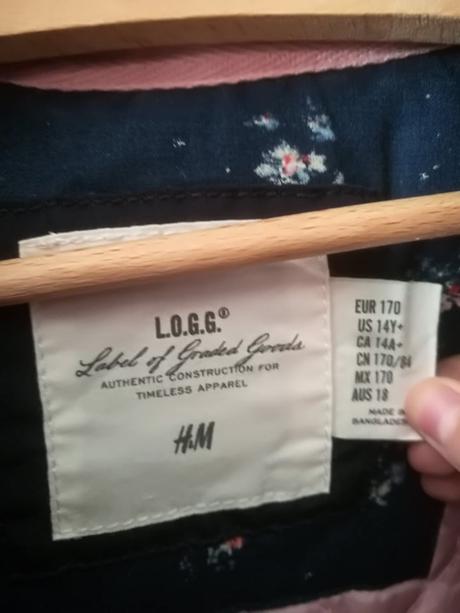 L.O.G.G.®
Label of Graded Goods
AUTHENTIC CONSTRUCTION FOR
TIMELESS APPAREL
H&M
EUR 170
US 14Y+
CA 14A+
CN 170/84
MX 170
AUS 18
MADE IN
BANGLADES